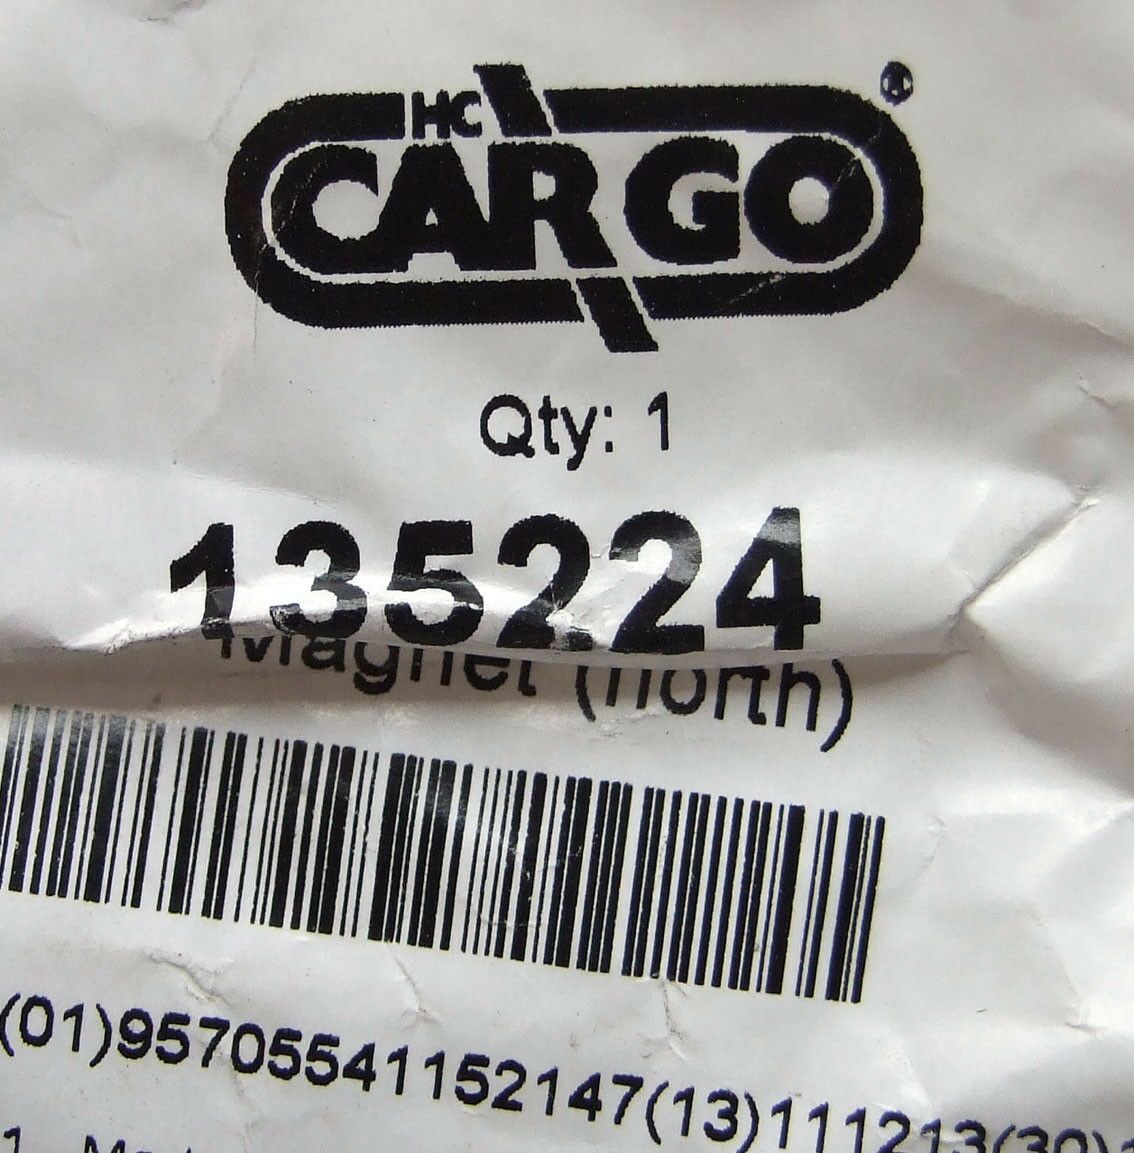 HC
CARGO®
Qty: 1
135224
Magnet (north)
(01)95705541152147(13)111213(30)